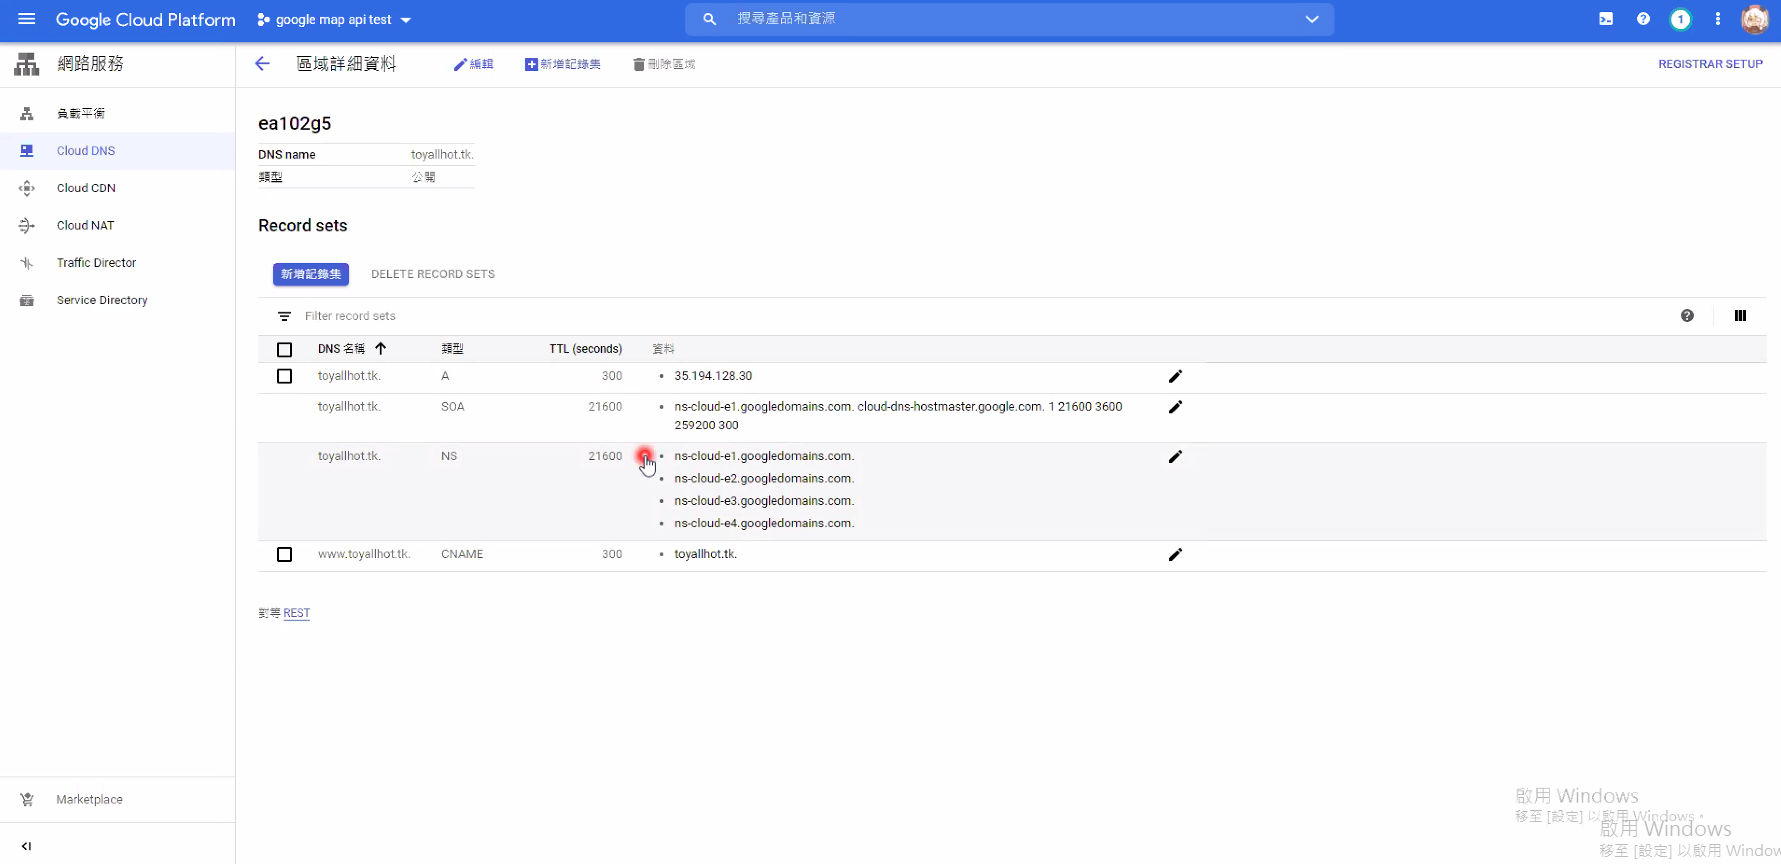 Google Cloud Platform
google map api test
搜尋產品和資源
1
網路服務
區域詳細資料
編輯
新增記錄集
刪除區域
REGISTRAR SETUP
負載平衡
Cloud DNS
Cloud CDN
Cloud NAT
Traffic Director
Service Directory
ea102g5
DNS name toyallhot.tk.
類型 公開
Record sets
新增記錄集 DELETE RECORD SETS
Filter record sets
DNS 名稱 類型 TTL (seconds) 資料
toyallhot.tk. A 300 • 35.194.128.30
toyallhot.tk. SOA 21600 • ns-cloud-e1.googledomains.com. cloud-dns-hostmaster.google.com. 1 21600 3600
259200 300
toyallhot.tk. NS 21600 • ns-cloud-e1.googledomains.com.
• ns-cloud-e2.googledomains.com.
• ns-cloud-e3.googledomains.com.
• ns-cloud-e4.googledomains.com.
www.toyallhot.tk. CNAME 300 • toyallhot.tk.
對等 REST
Marketplace
啟用 Windows
移至 [設定] 以啟用 Windows。
啟用 Windows
移至 [設定] 以啟用 Window